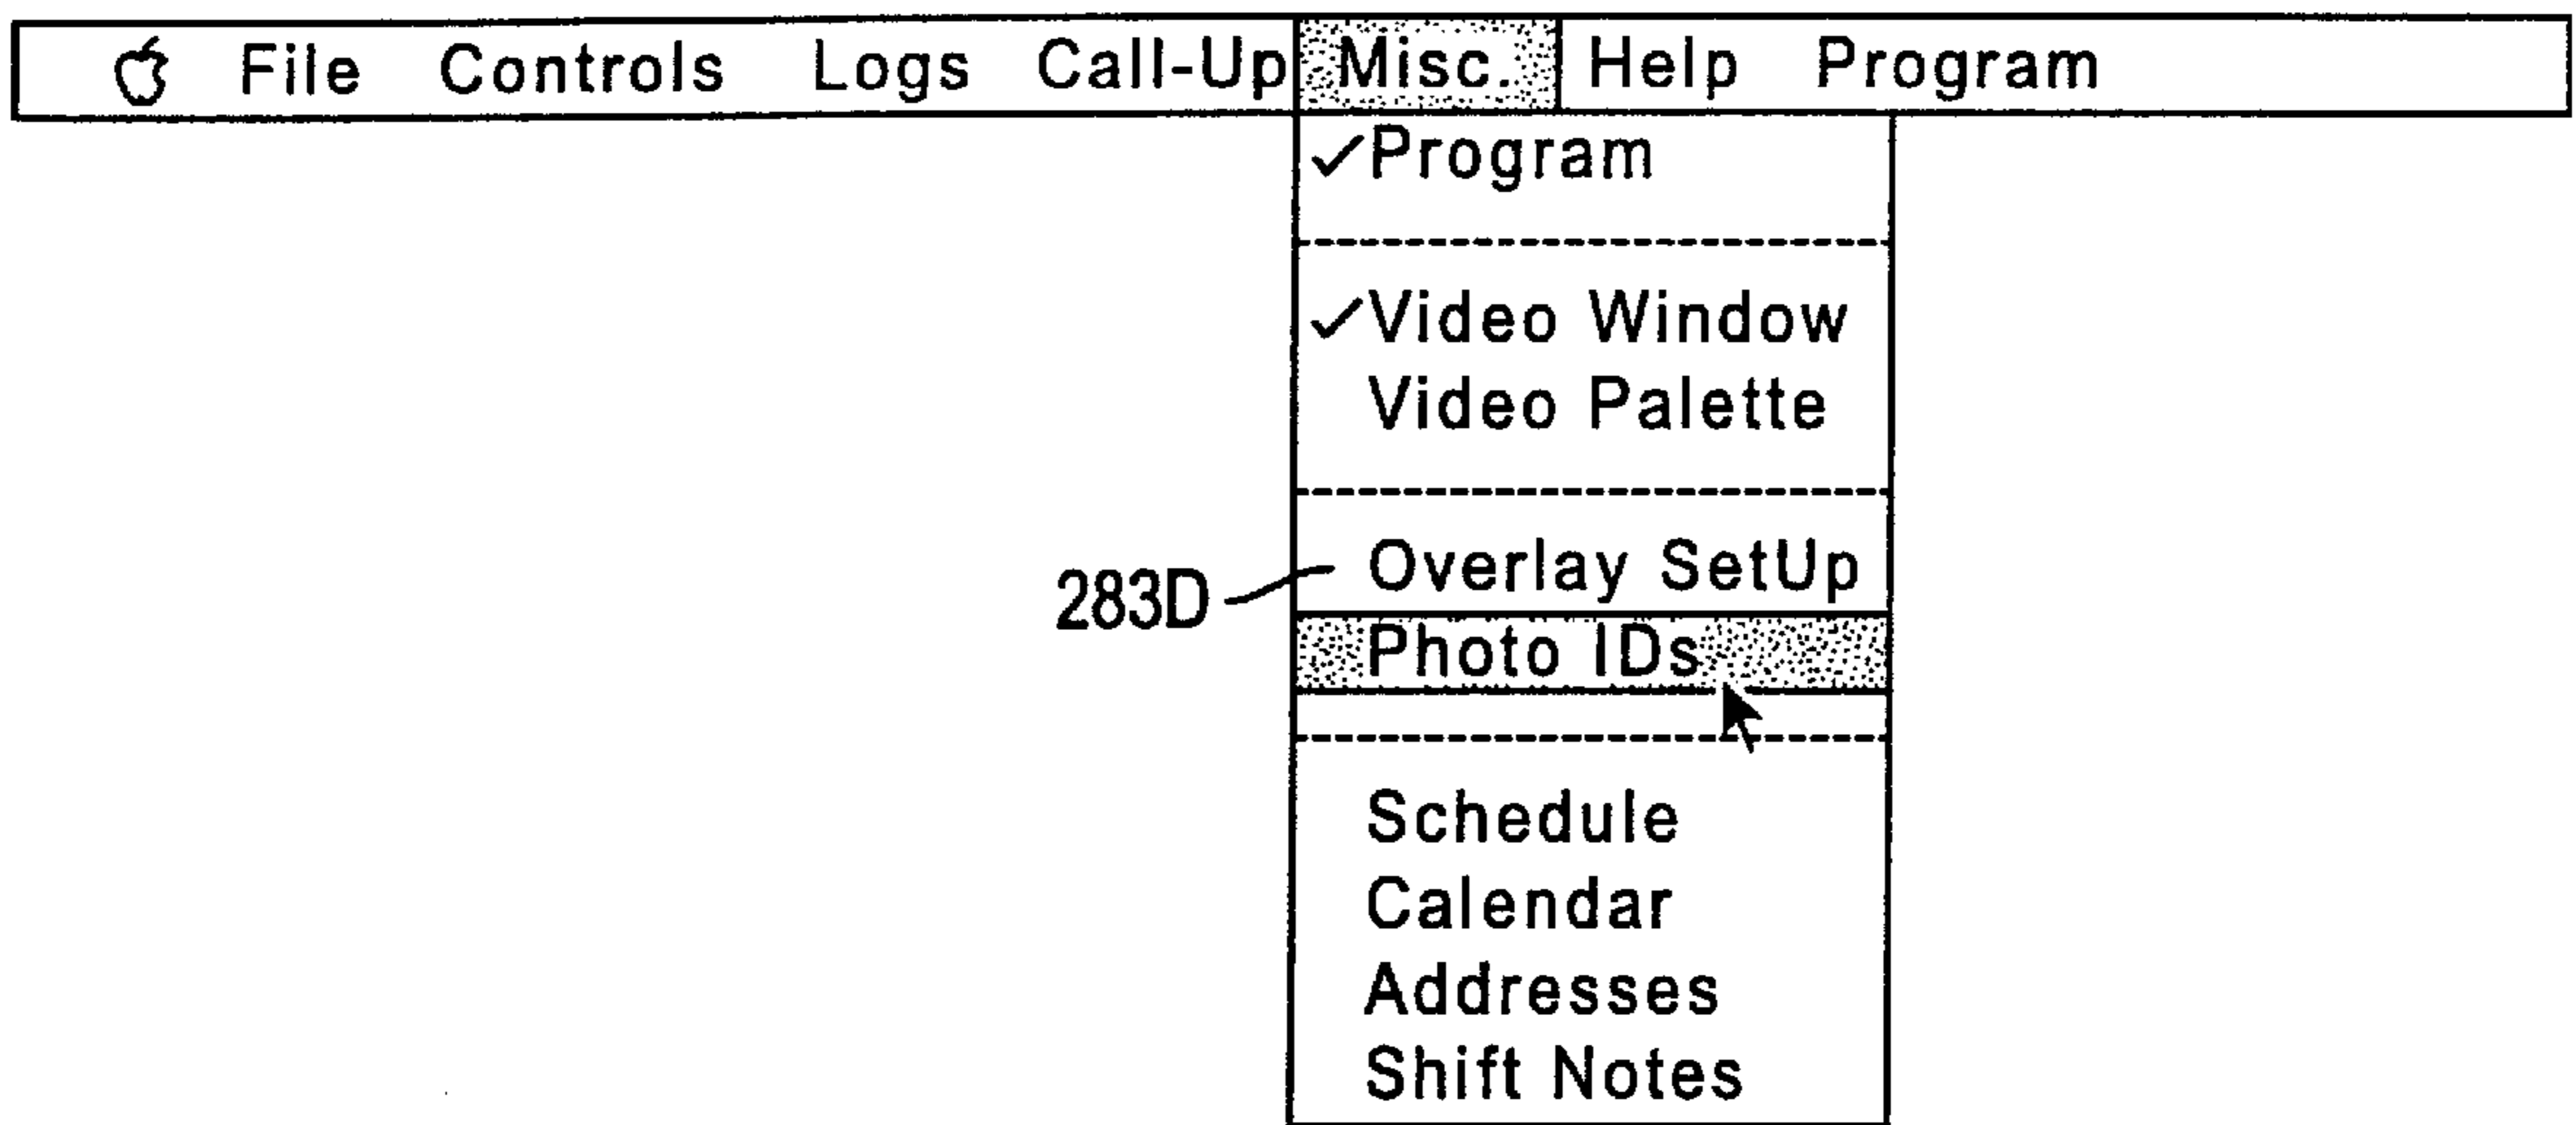 File Controls Logs Call-Up Misc. Help Program
✓Program
✓Video Window
Video Palette
283D Overlay SetUp
Photo IDs
Schedule
Calendar
Addresses
Shift Notes